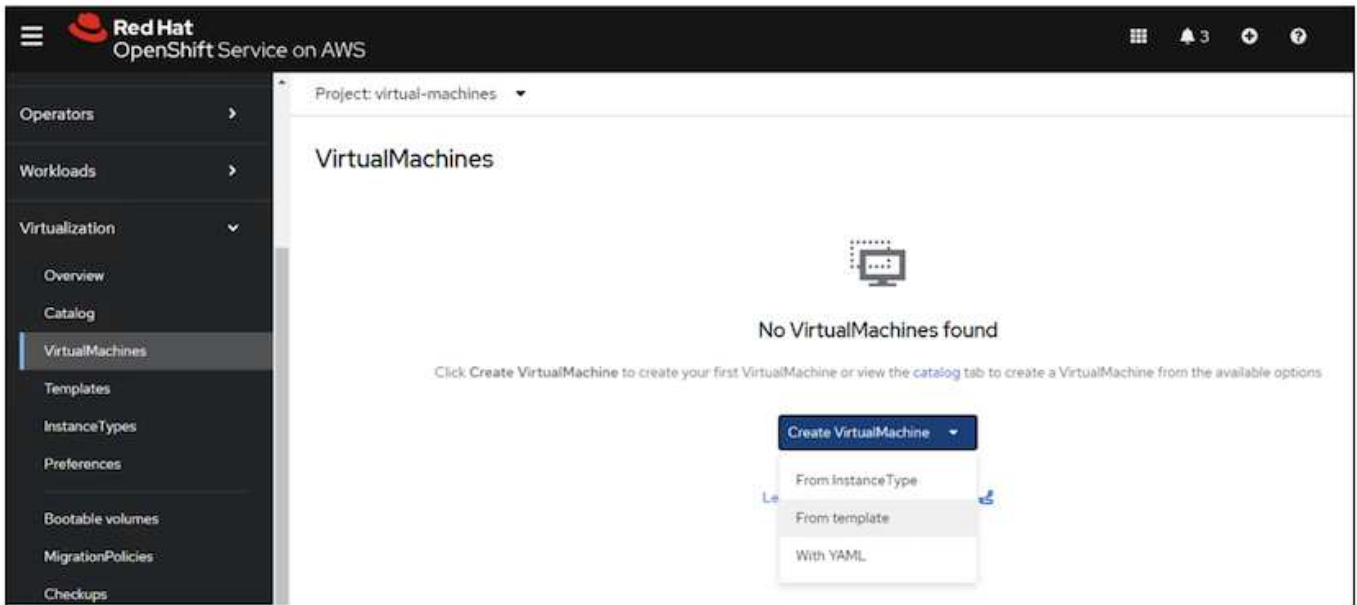 Red Hat
OpenShift Service on AWS
3
Operators
Workloads
Virtualization
Overview
Catalog
VirtualMachines
Templates
InstanceTypes
Preferences
Bootable volumes
MigrationPolicies
Checkups
Project: virtual-machines
VirtualMachines
No VirtualMachines found
Click Create VirtualMachine to create your first VirtualMachine or view the catalog tab to create a VirtualMachine from the available options
Create VirtualMachine
From InstanceType
Le
From template
With YAML